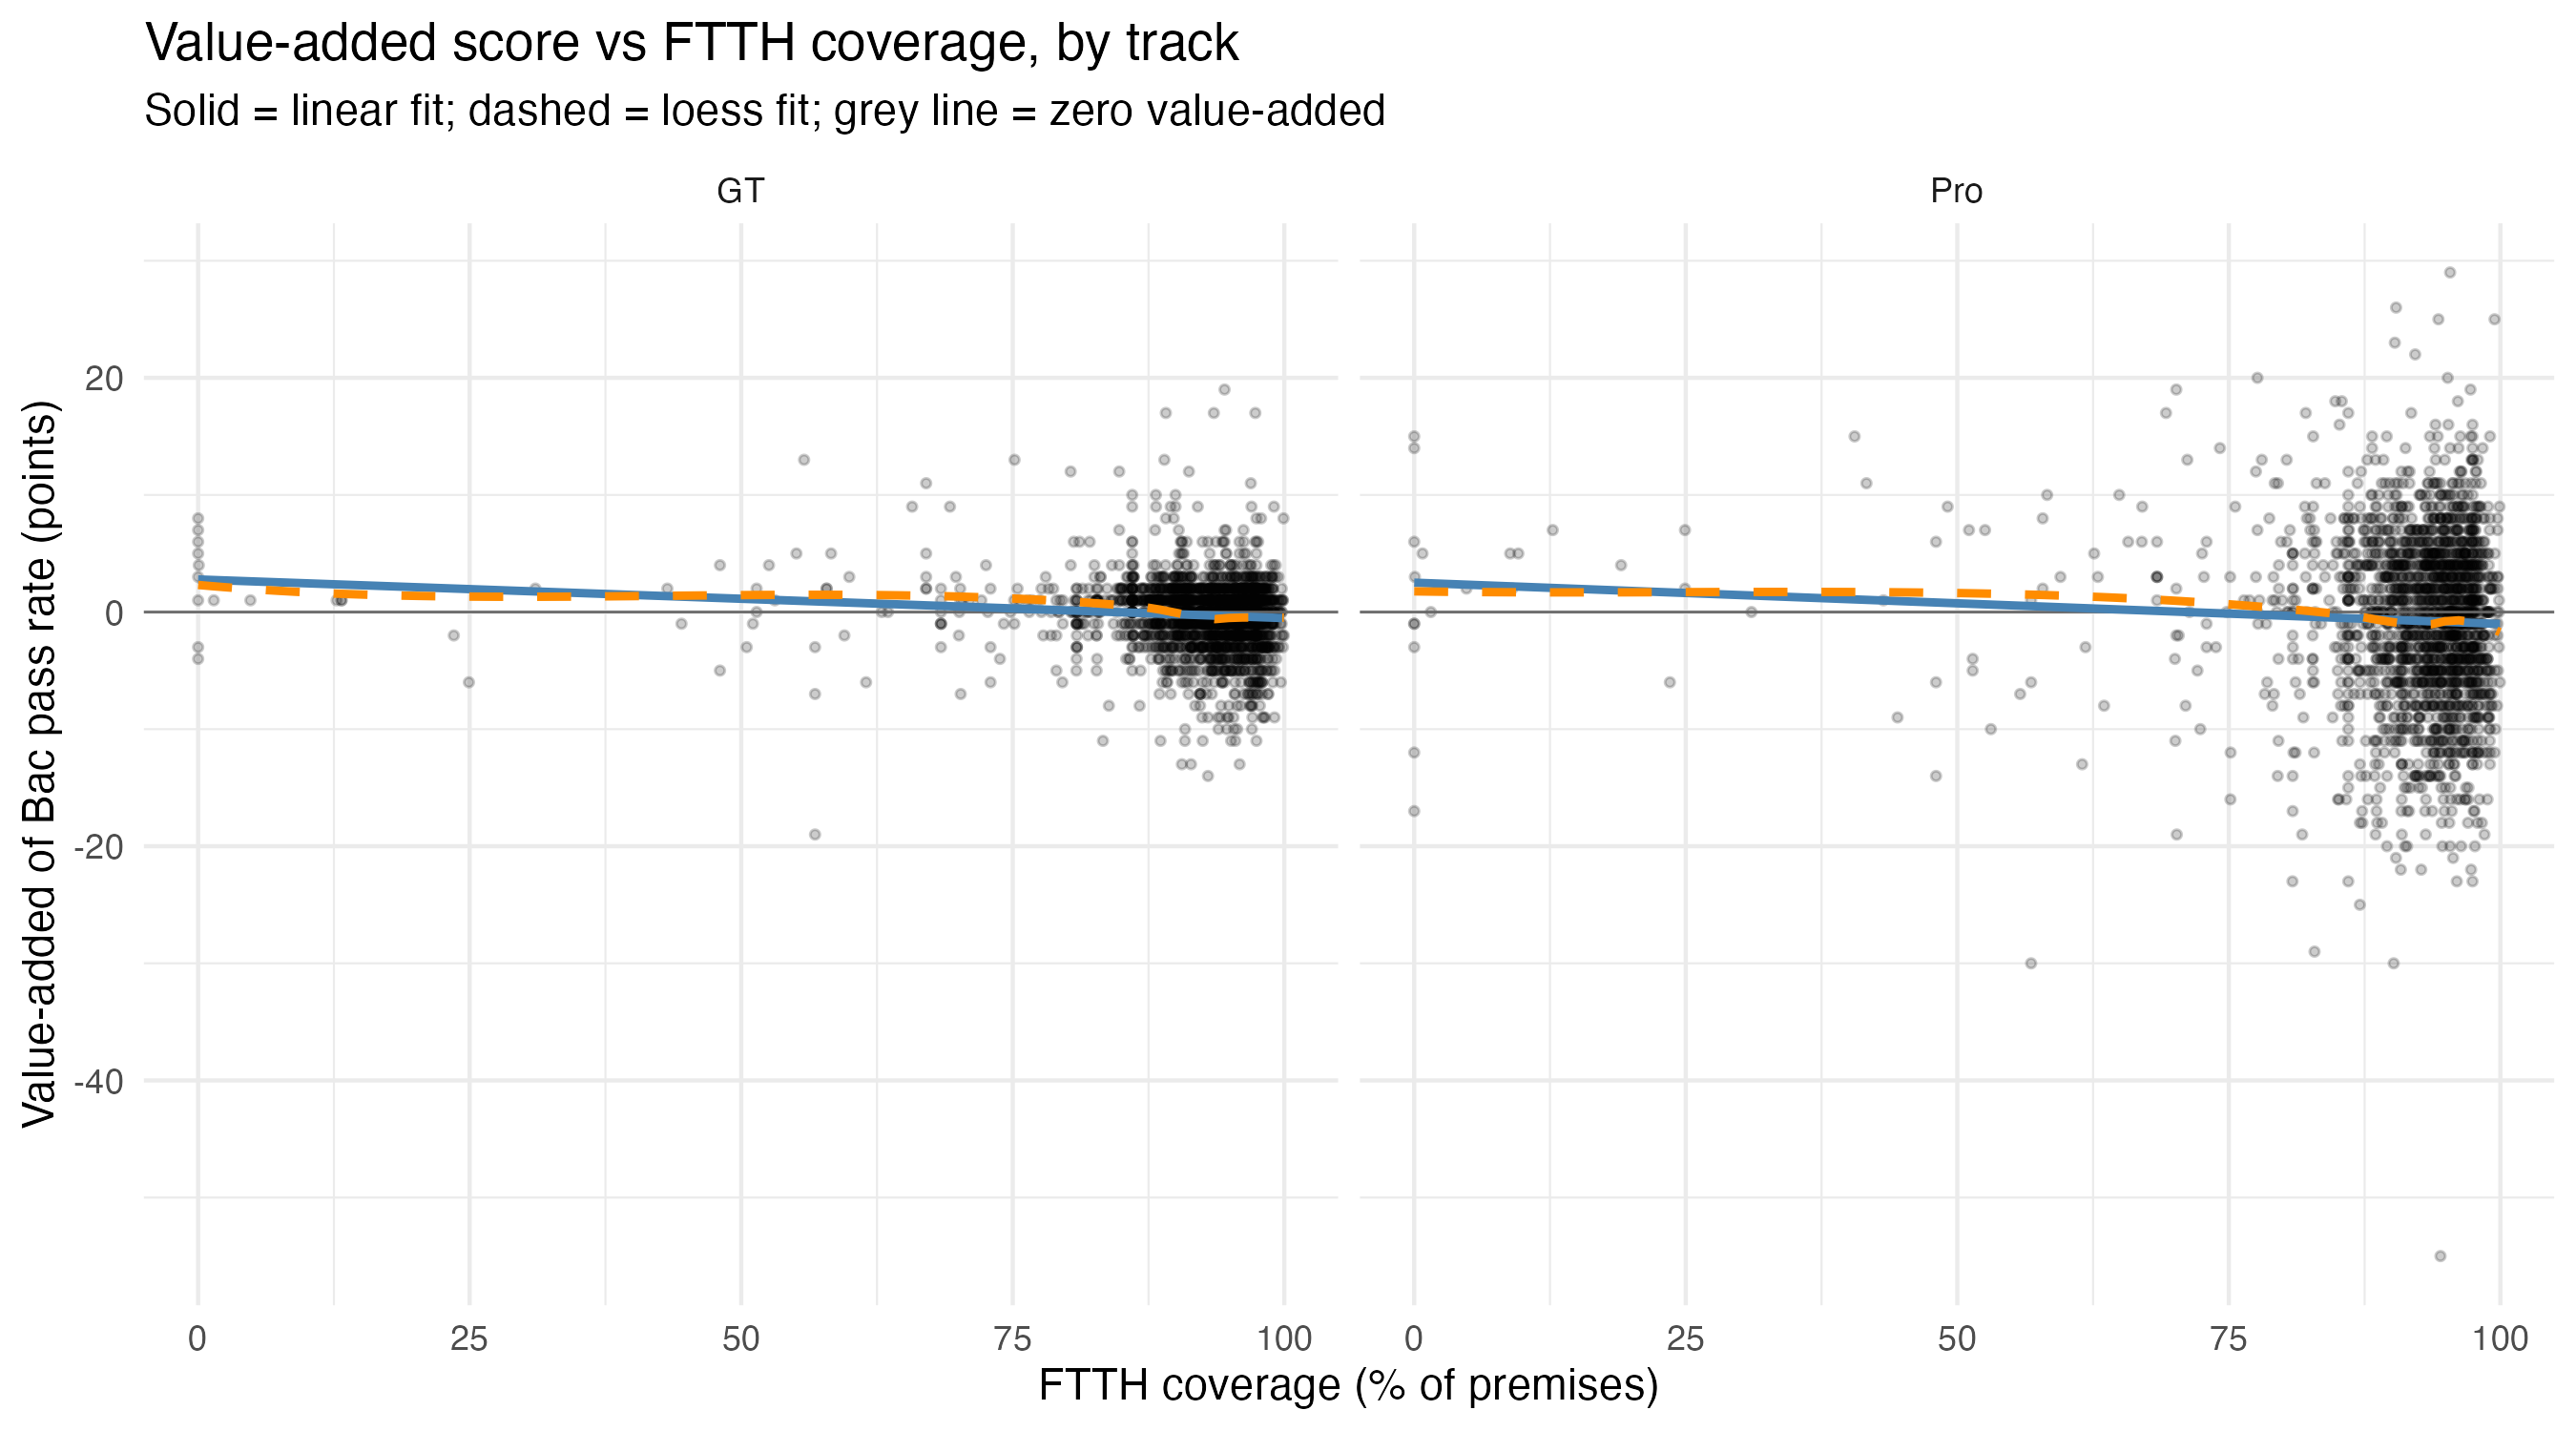 Value-added score vs FTTH coverage, by track
Solid = linear fit; dashed = loess fit; grey line = zero value-added
GT
Pro
Value-added of Bac pass rate (points)
20
0
-20
-40
0 25 50 75 100
0 25 50 75 100
FTTH coverage (% of premises)